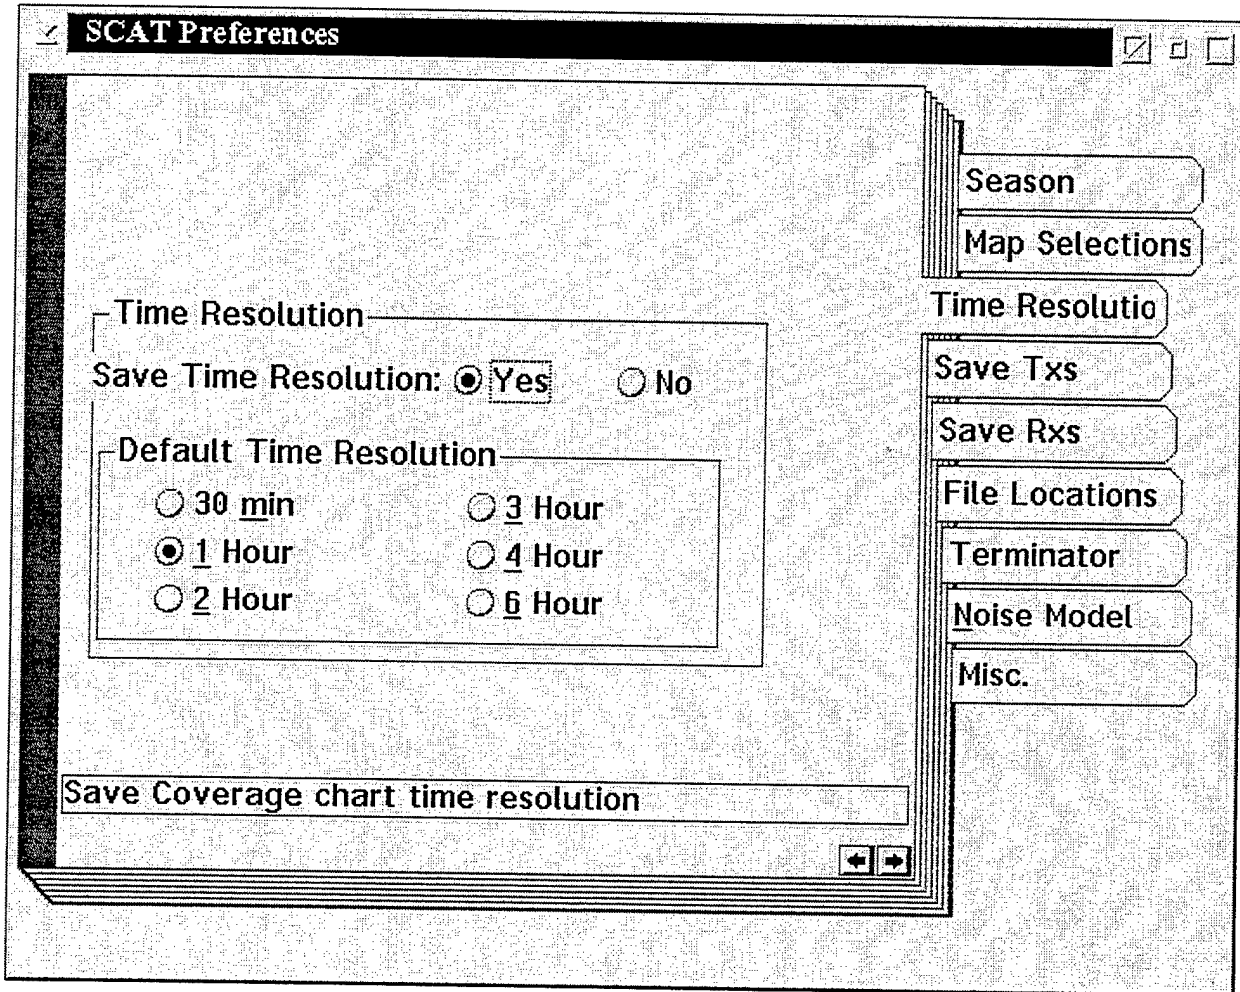 SCAT Preferences
Season
Map Selections
Time Resolutio
Save Txs
Save Rxs
File Locations
Terminator
Noise Model
Misc.
Time Resolution
Save Time Resolution: Yes No
Default Time Resolution
30 min 3 Hour
1 Hour 4 Hour
2 Hour 6 Hour
Save Coverage chart time resolution